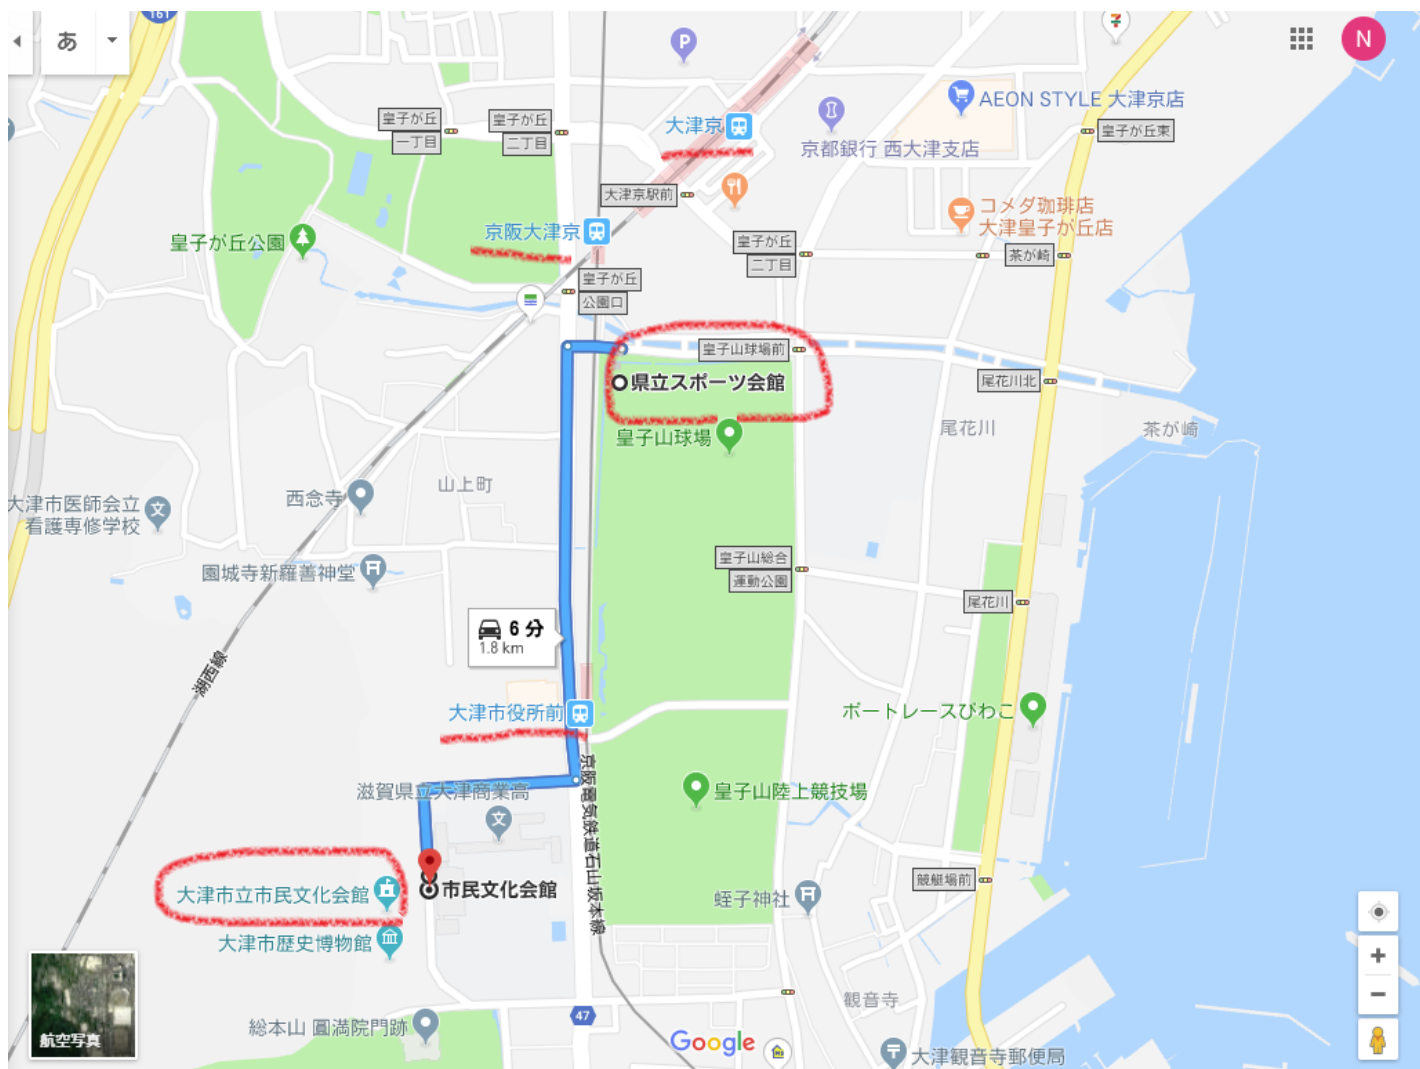 161
あ
P
N
AEON STYLE 大津京店
皇子が丘
一丁目
皇子が丘
二丁目
大津京
京都銀行 西大津支店
皇子が丘東
大津京駅前
コメダ珈琲店
大津皇子が丘店
京阪大津京
皇子が丘公園
皇子が丘
二丁目
茶が崎
皇子が丘
公園口
皇子山球場前
県立スポーツ会館
尾花川北
皇子山球場
尾花川
茶が崎
山上町
西念寺
大津市医師会立
看護専修学校
文
皇子山総合
運動公園
園城寺新羅善神堂
尾花川
6 分
1.8 km
湖西線
大津市役所前
ボートレースびわこ
京阪電気鉄道石山坂本線
滋賀県立大津商業高
文
皇子山陸上競技場
大津市立市民文化会館
市民文化会館
競艇場前
蛭子神社
大津市歴史博物館
観音寺
47
総本山 圓満院門跡
航空写真
Google
大津観音寺郵便局